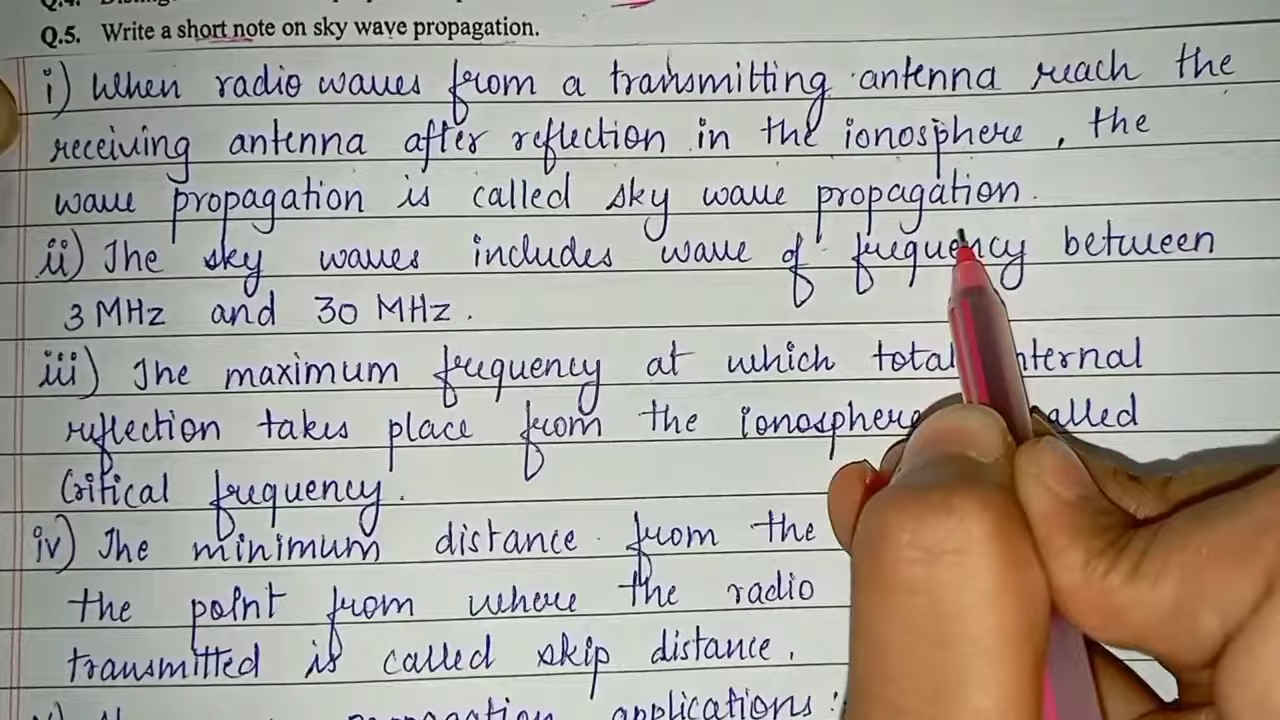 Q.5. Write a short note on sky wave propagation.
i) When radio waves from a transmitting antenna reach the
receiving antenna after reflection in the ionosphere, the
wave propagation is called sky wave propagation.
ii) The sky waves includes wave of frequency between
3 MHz and 30 MHz.
iii) The maximum frequency at which total internal
reflection takes place from the ionosphere called
Critical frequency.
iv) The minimum distance from the
the point from where the radio
transmitted is called skip distance.
propagation applications: